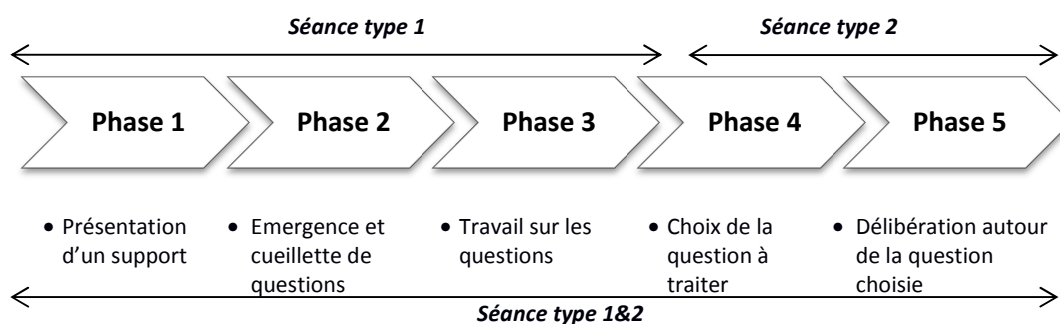 Séance type 1
Séance type 2
Phase 1
Phase 2
Phase 3
Phase 4
Phase 5
• Présentation
d’un support
• Emergence et
cueillette de
questions
• Travail sur les
questions
• Choix de la
question à
traiter
• Délibération autour
de la question
choisie
Séance type 1&2